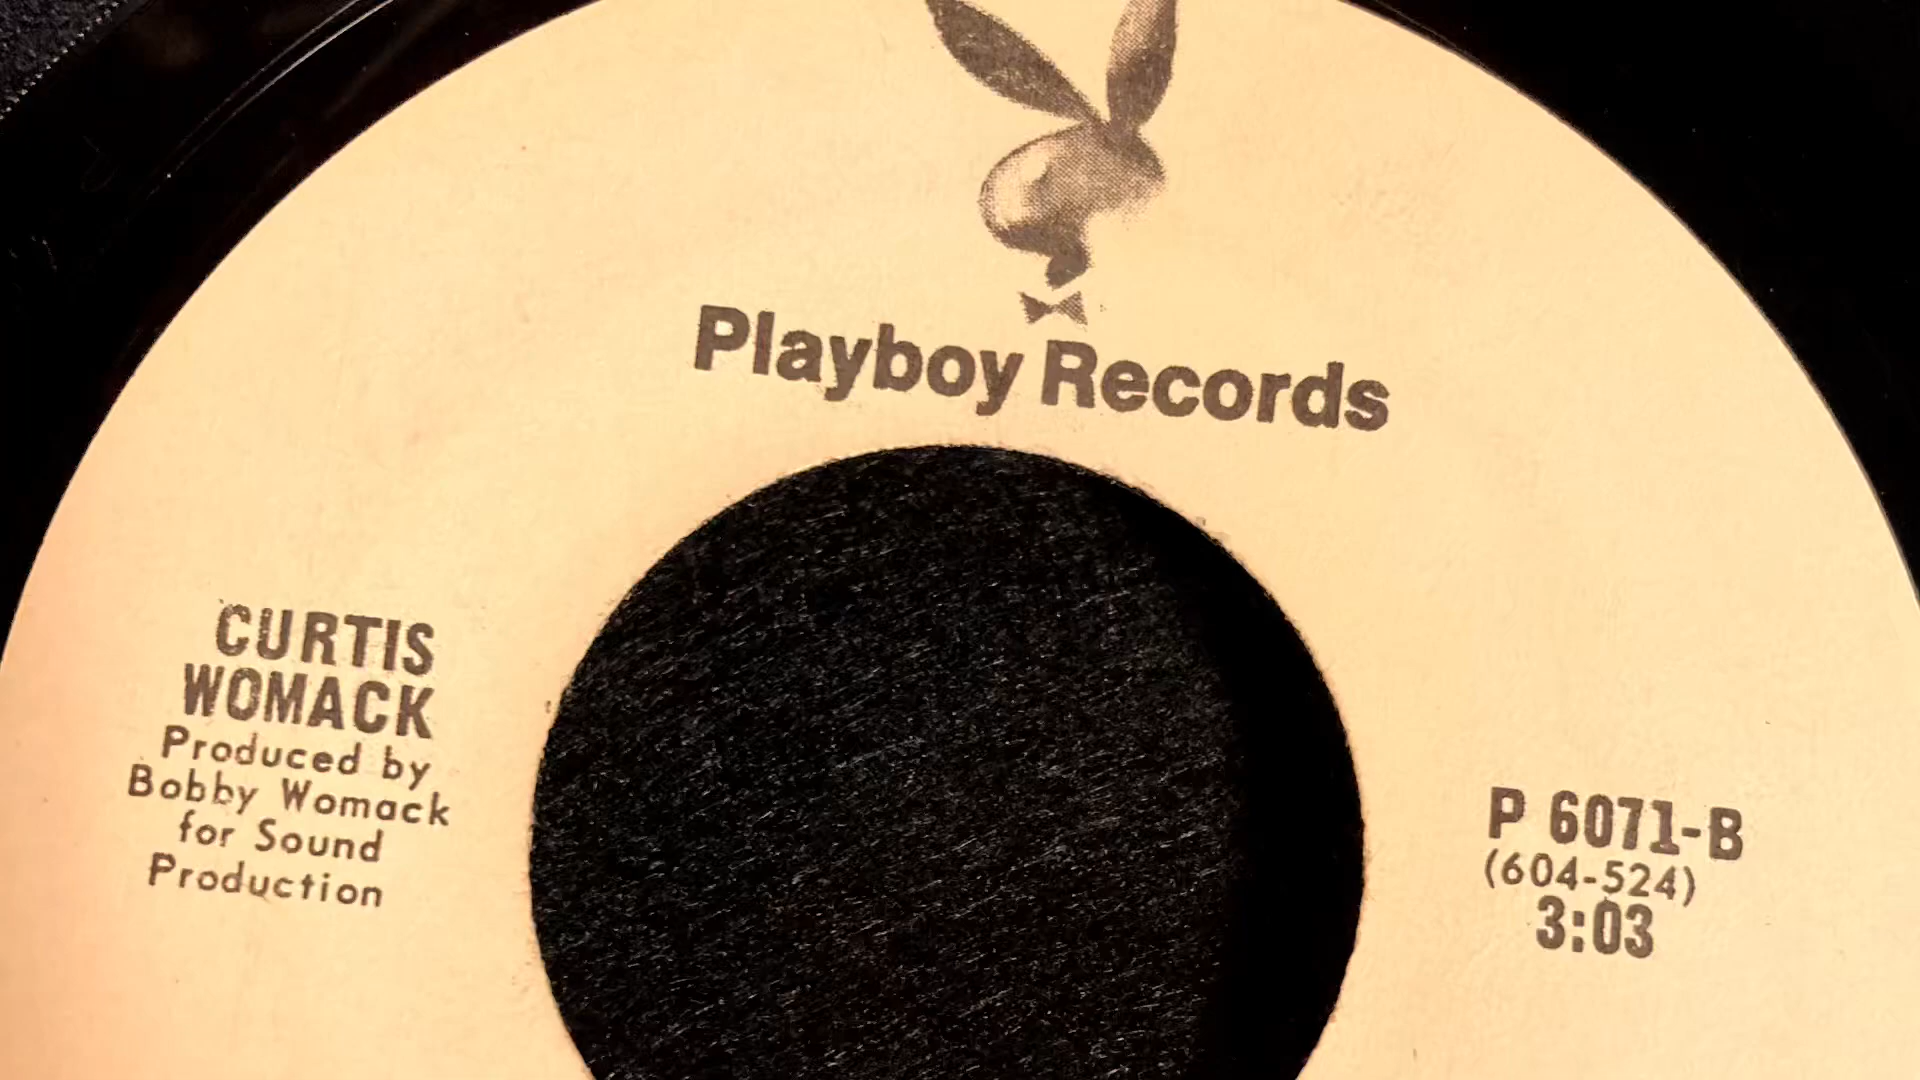 Playboy Records
CURTIS
WOMACK
Produced by
Bobby Womack
for Sound
Production
P 6071-B
(604-524)
3:03